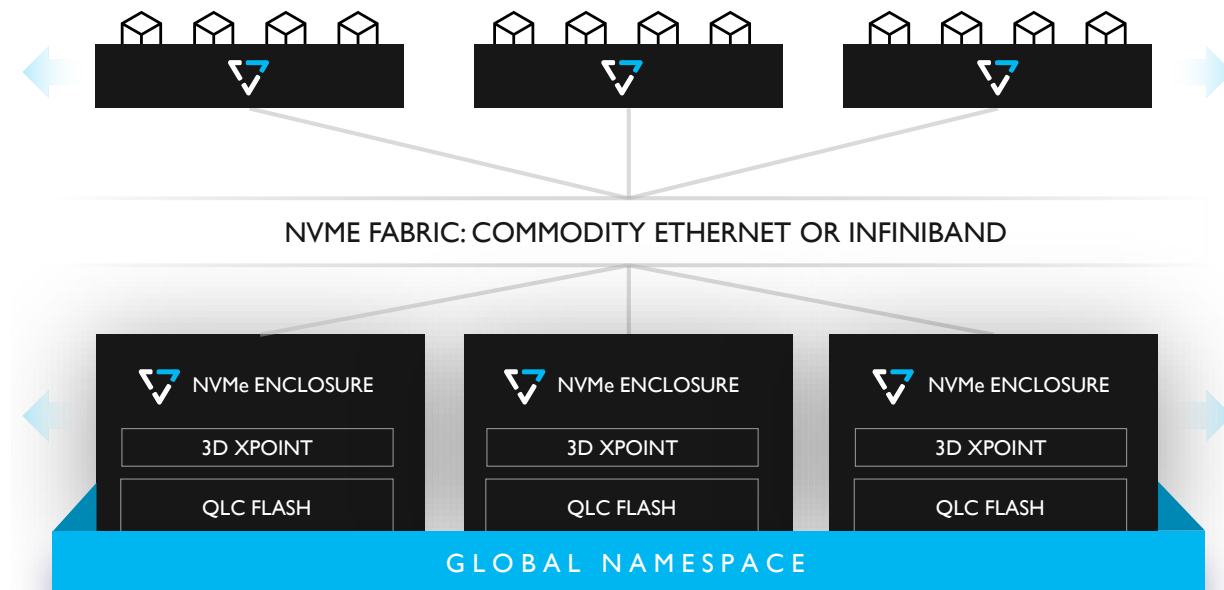 NVME FABRIC: COMMODITY ETHERNET OR INFINIBAND
NVMe ENCLOSURE
3D XPOINT
QLC FLASH
NVMe ENCLOSURE
3D XPOINT
QLC FLASH
NVMe ENCLOSURE
3D XPOINT
QLC FLASH
GLOBAL NAMESPACE